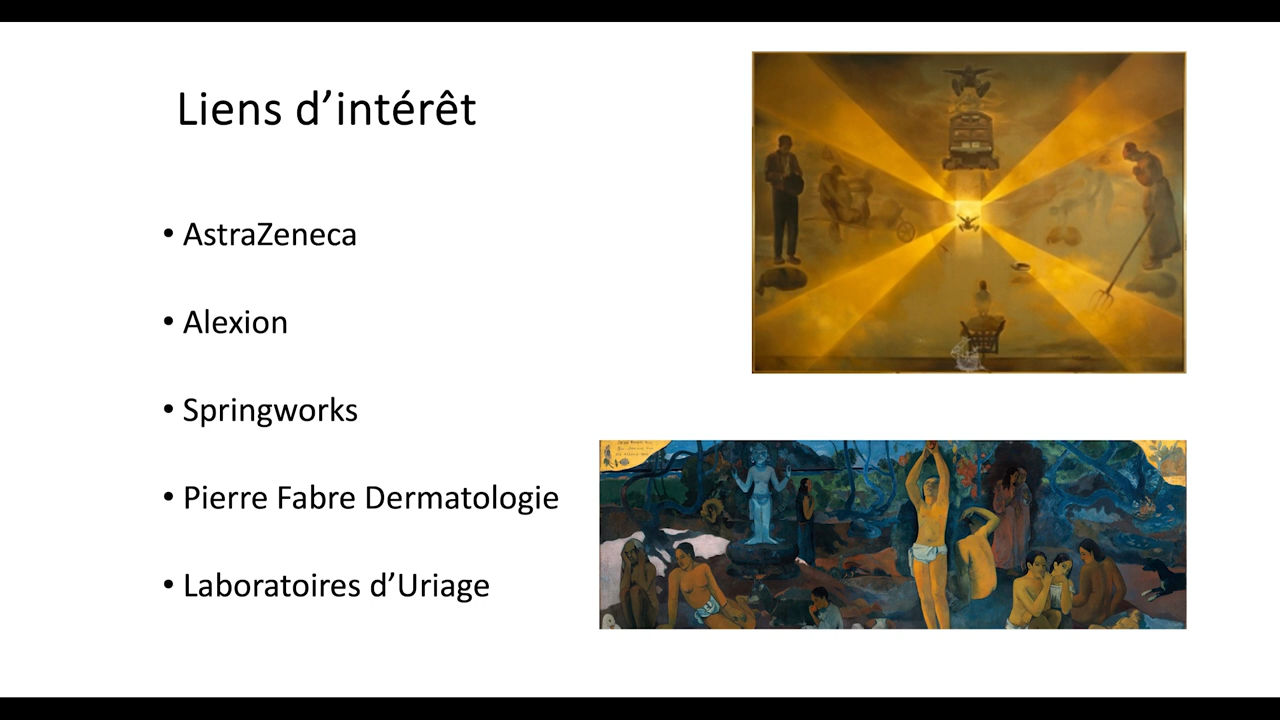 Liens d’intérêt
• AstraZeneca
• Alexion
• Springworks
• Pierre Fabre Dermatologie
• Laboratoires d’Uriage